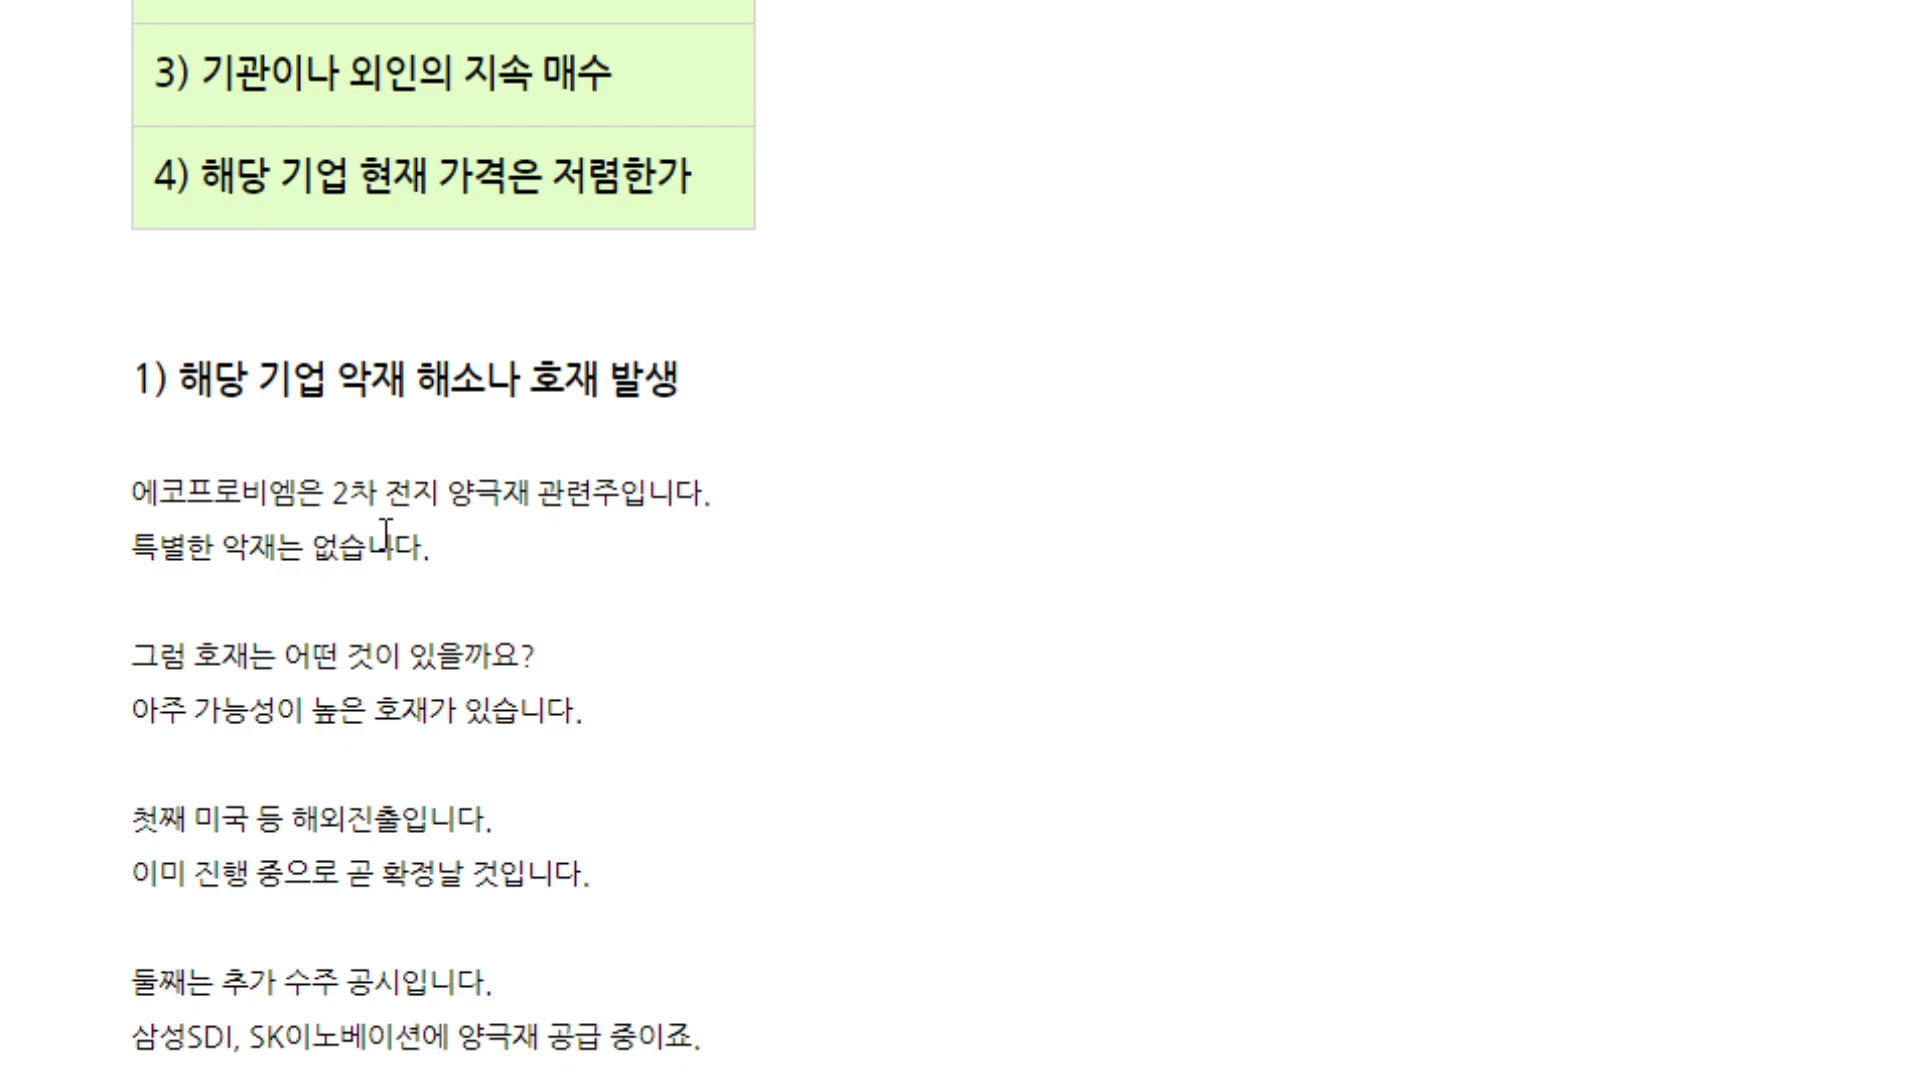 3) 기관이나 외인의 지속 매수
4) 해당 기업 현재 가격은 저렴한가
1) 해당 기업 악재 해소나 호재 발생
에코프로비엠은 2차 전지 양극재 관련주입니다.
특별한 악재는 없습니다.
그럼 호재는 어떤 것이 있을까요?
아주 가능성이 높은 호재가 있습니다.
첫째 미국 등 해외진출입니다.
이미 진행 중으로 곧 확정날 것입니다.
둘째는 추가 수주 공시입니다.
삼성SDI, SK이노베이션에 양극재 공급 중이죠.